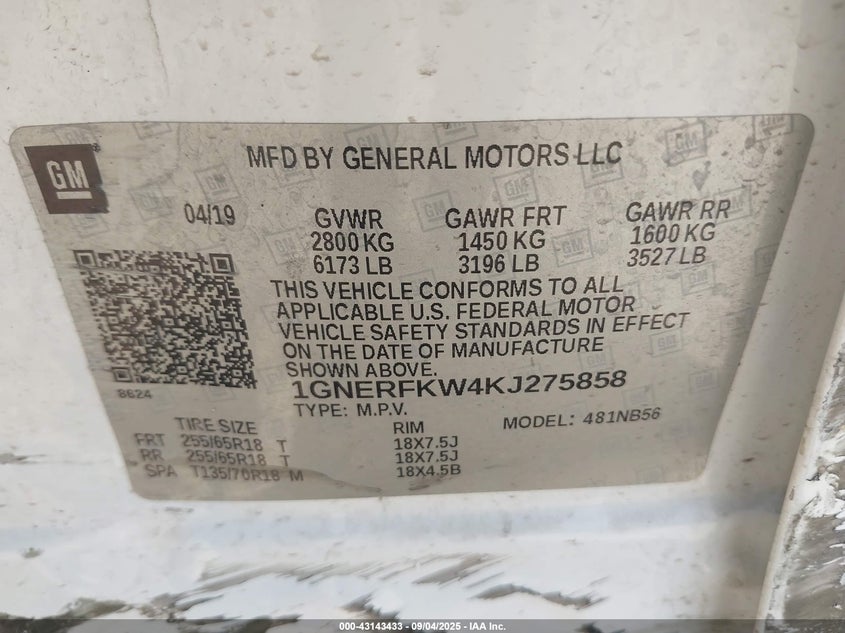 GM
MFD BY GENERAL MOTORS LLC
04/19 GVWR GAWR FRT GAWR RR
2800 KG 1450 KG 1600 KG
6173 LB 3196 LB 3527 LB
THIS VEHICLE CONFORMS TO ALL
APPLICABLE U.S. FEDERAL MOTOR
VEHICLE SAFETY STANDARDS IN EFFECT
ON THE DATE OF MANUFACTURE
SHOWN ABOVE.
8624
1GNERFKW4KJ275858
TYPE: M.P.V. MODEL: 481NB56
TIRE SIZE RIM
FRT 255/65R18 T 18X7.5J
RR 255/65R18 T 18X7.5J
SPA T135/70R18 M 18X4.5B
000-43143433 - 09/04/2025 - IAA Inc.